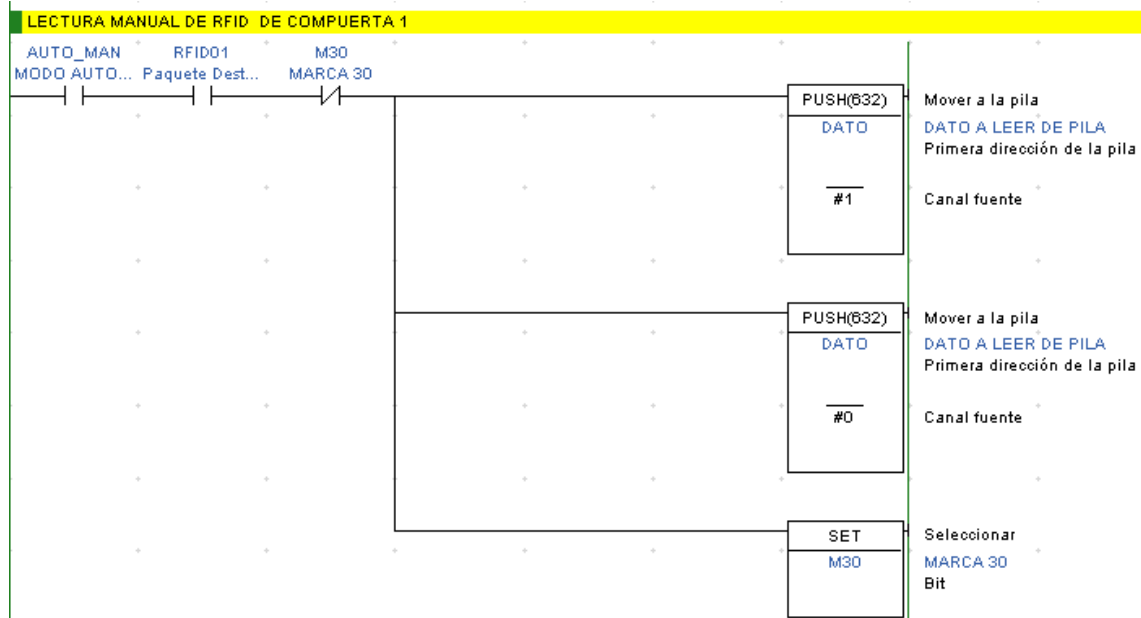 LECTURA MANUAL DE RFID DE COMPUERTA 1
AUTO_MAN RFID01 M30
MODO AUTO... Paquete Dest... MARCA 30
PUSH(632) Mover a la pila
DATO DATO A LEER DE PILA
Primera dirección de la pila
#1 Canal fuente
PUSH(632) Mover a la pila
DATO DATO A LEER DE PILA
Primera dirección de la pila
#0 Canal fuente
SET Seleccionar
M30 MARCA 30
Bit